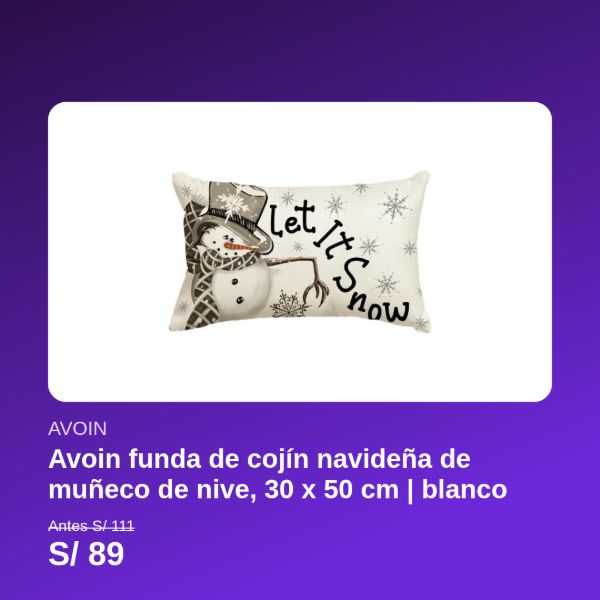 Let It Snow
AVOIN
Avoin funda de cojín navideña de
muñeco de nive, 30 x 50 cm | blanco
Antes S/ 111
S/ 89